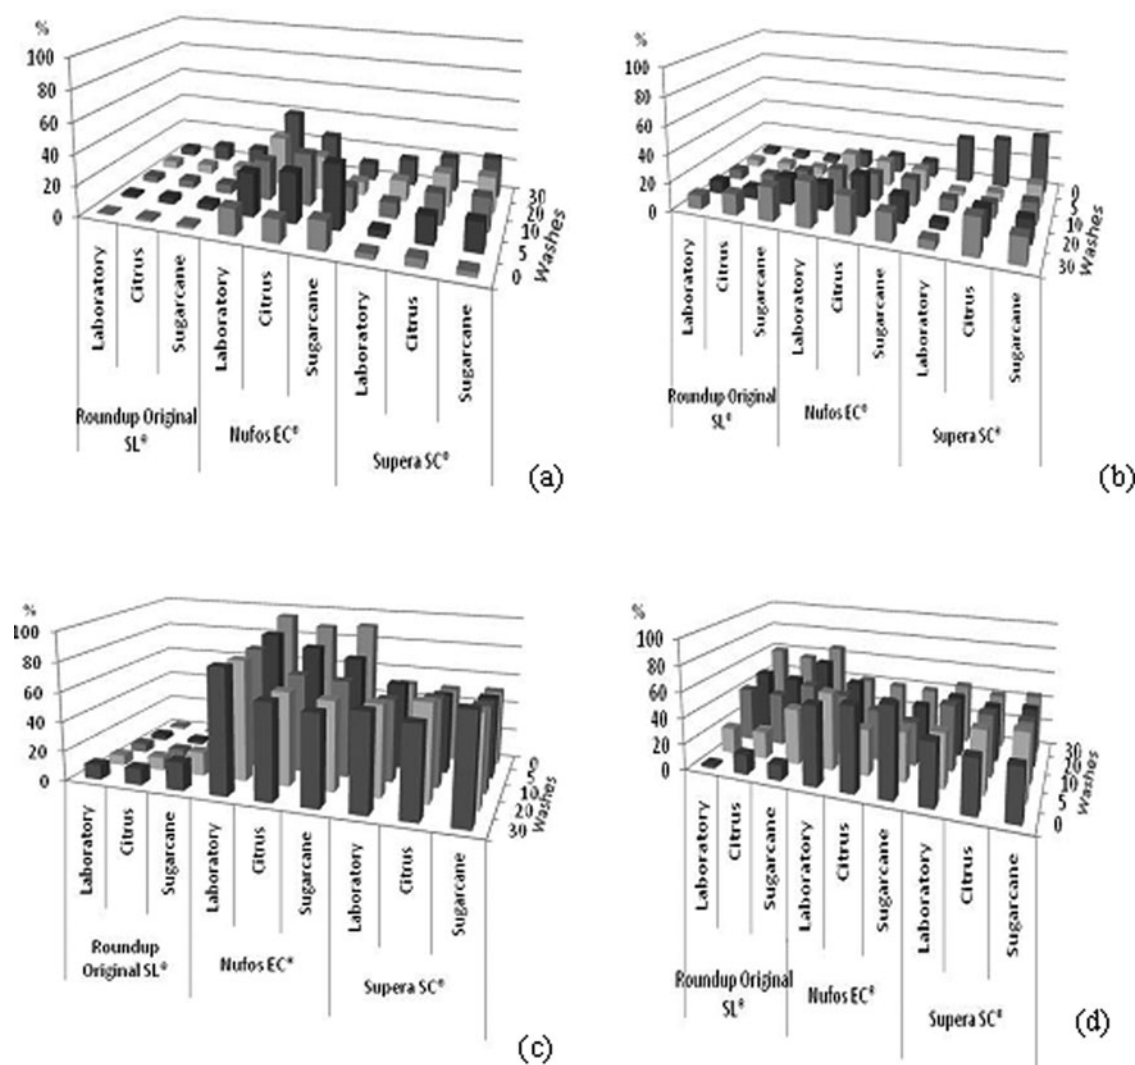 %
100
80
60
40
20
0
30
20
10
5
0
Washes
Laboratory
Citrus
Sugarcane
Laboratory
Citrus
Sugarcane
Laboratory
Citrus
Sugarcane
Roundup Original
SL®
Nufos EC®
Supera SC®
(a)
%
100
80
60
40
20
0
0
5
10
20
30
Washes
Laboratory
Citrus
Sugarcane
Laboratory
Citrus
Sugarcane
Laboratory
Citrus
Sugarcane
Roundup Original
SL®
Nufos EC®
Supera SC®
(b)
%
100
80
60
40
20
0
0
5
10
20
30
Washes
Laboratory
Citrus
Sugarcane
Laboratory
Citrus
Sugarcane
Laboratory
Citrus
Sugarcane
Roundup
Original SL®
Nufos EC®
Supera SC®
(c)
%
100
80
60
40
20
0
30
20
10
5
0
Washes
Laboratory
Citrus
Sugarcane
Laboratory
Citrus
Sugarcane
Laboratory
Citrus
Sugarcane
Roundup Original
SL®
Nufos EC®
Supera SC®
(d)